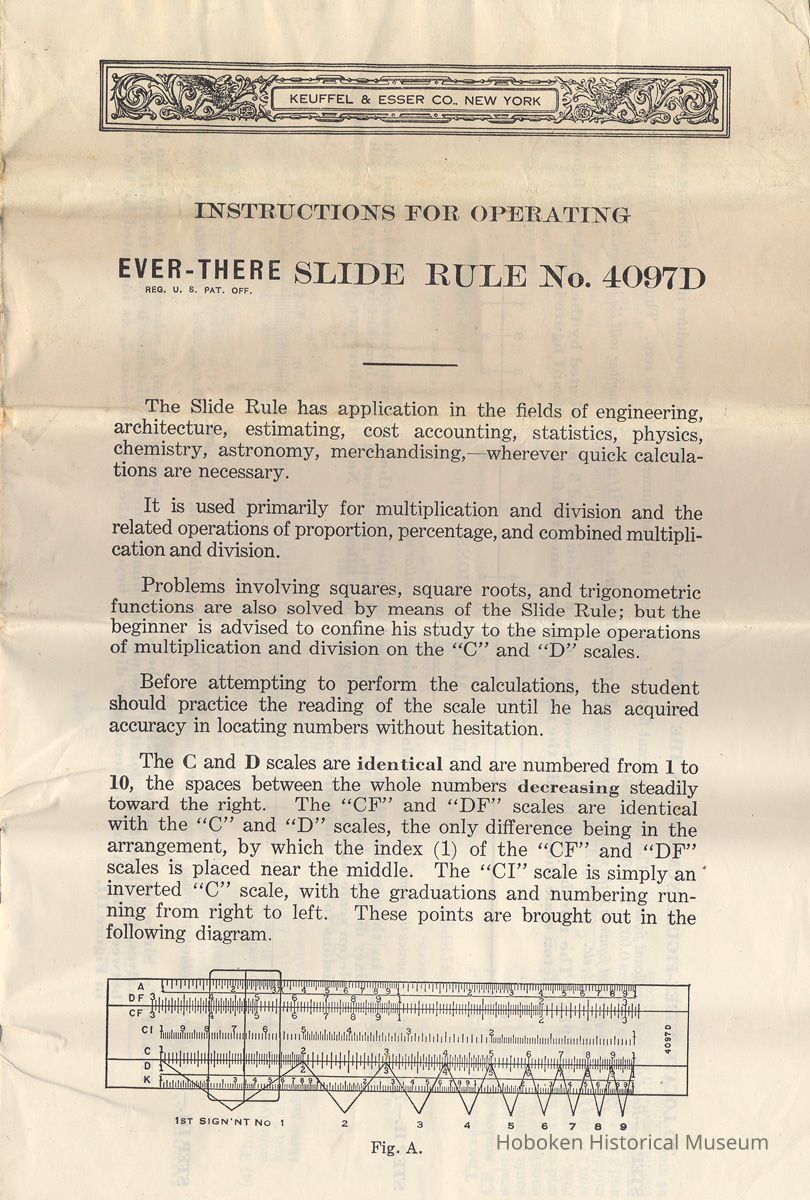 KEUFFEL & ESSER CO., NEW YORK
INSTRUCTIONS FOR OPERATING
EVER-THERE SLIDE RULE No. 4097D
REG. U. S. PAT. OFF.
The Slide Rule has application in the fields of engineering,
architecture, estimating, cost accounting, statistics, physics,
chemistry, astronomy, merchandising,—wherever quick calcula-
tions are necessary.
It is used primarily for multiplication and division and the
related operations of proportion, percentage, and combined multipli-
cation and division.
Problems involving squares, square roots, and trigonometric
functions are also solved by means of the Slide Rule; but the
beginner is advised to confine his study to the simple operations
of multiplication and division on the “C” and “D” scales.
Before attempting to perform the calculations, the student
should practice the reading of the scale until he has acquired
accuracy in locating numbers without hesitation.
The C and D scales are identical and are numbered from 1 to
10, the spaces between the whole numbers decreasing steadily
toward the right. The “CF” and “DF” scales are identical
with the “C” and “D” scales, the only difference being in the
arrangement, by which the index (1) of the “CF” and “DF”
scales is placed near the middle. The “CI” scale is simply an
inverted “C” scale, with the graduations and numbering run-
ning from right to left. These points are brought out in the
following diagram.
A
DF
CF
CI 1 9 8 7 6 5 4 3 2 1
C
D
K
4097D
1ST SIGN'NT No 1 2 3 4 5 6 7 8 9
Fig. A.
Hoboken Historical Museum